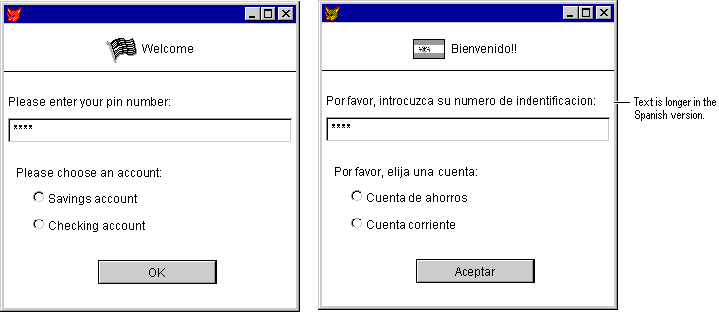 Welcome
Please enter your pin number:
****
Please choose an account:
Savings account
Checking account
OK
Bienvenido!!
Por favor, introcuzca su numero de indentificacion:
****
Por favor, elija una cuenta:
Cuenta de ahorros
Cuenta corriente
Aceptar
Text is longer in the
Spanish version.